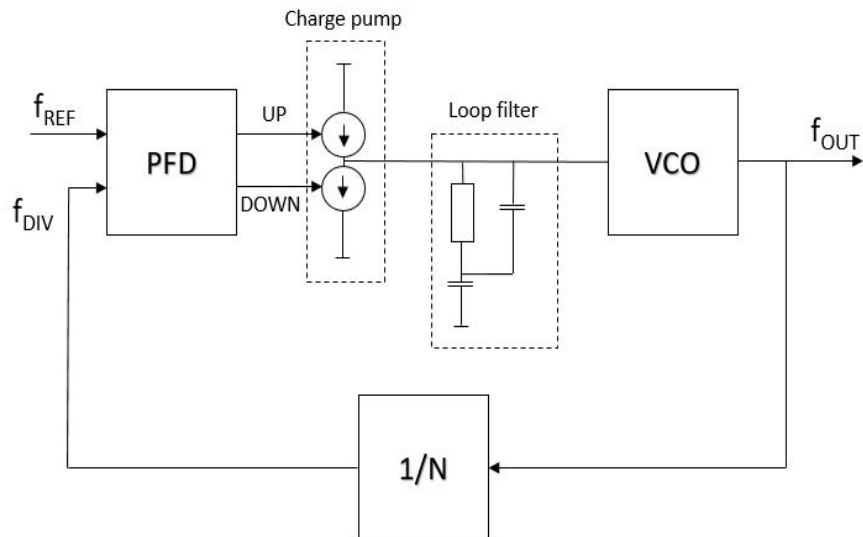 Charge pump
f_REF
UP
Loop filter
f_OUT
PFD
VCO
DOWN
f_DIV
1/N